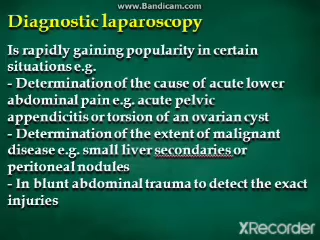 www.Bandicam.com
Diagnostic laparoscopy
Is rapidly gaining popularity in certain
situations e.g.
- Determination of the cause of acute lower
abdominal pain e.g. acute pelvic
appendicitis or torsion of an ovarian cyst
- Determination of the extent of malignant
disease e.g. small liver secondaries or
peritoneal nodules
- In blunt abdominal trauma to detect the exact
injuries
XRecorder